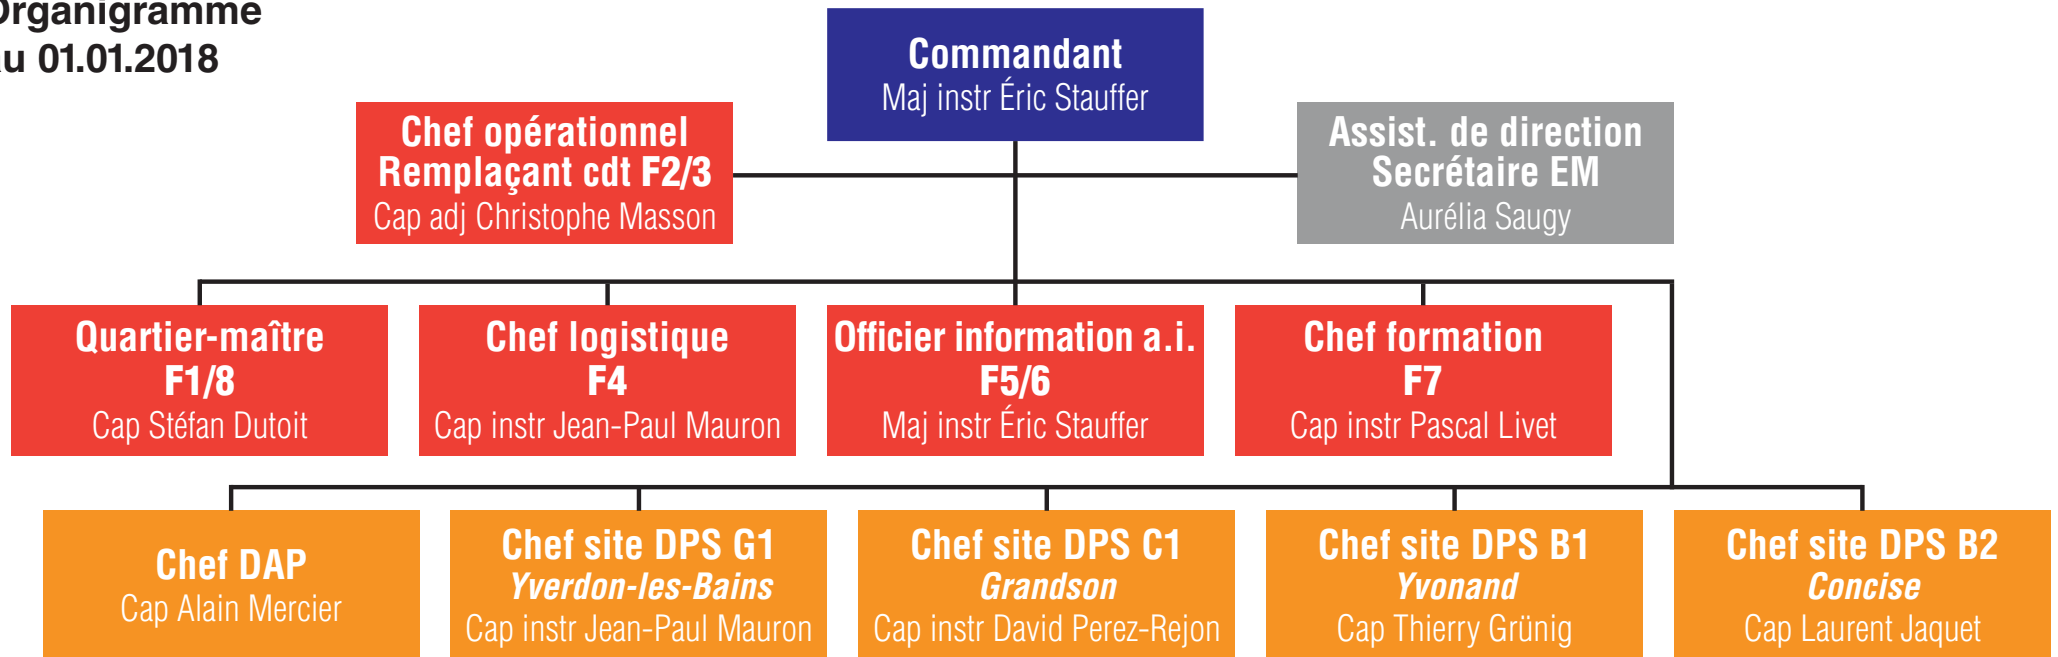 Organigramme
au 01.01.2018
Commandant
Maj instr Éric Stauffer
Chef opérationnel
Remplaçant cdt F2/3
Cap adj Christophe Masson
Assist. de direction
Secrétaire EM
Aurélia Saugy
Quartier-maître
F1/8
Cap Stéfan Dutoit
Chef logistique
F4
Cap instr Jean-Paul Mauron
Officier information a.i.
F5/6
Maj instr Éric Stauffer
Chef formation
F7
Cap instr Pascal Livet
Chef DAP
Cap Alain Mercier
Chef site DPS G1
Yverdon-les-Bains
Cap instr Jean-Paul Mauron
Chef site DPS C1
Grandson
Cap instr David Perez-Rejon
Chef site DPS B1
Yvonand
Cap Thierry Grünig
Chef site DPS B2
Concise
Cap Laurent Jaquet